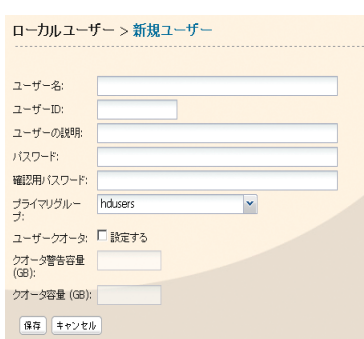 ローカルユーザー > 新規ユーザー
ユーザー名:
ユーザーID:
ユーザーの説明:
パスワード:
確認用パスワード:
プライマリグルー
プ:
hdusers
ユーザークオータ:
設定する
クオータ警告容量
(GB):
クオータ容量 (GB):
保存
キャンセル